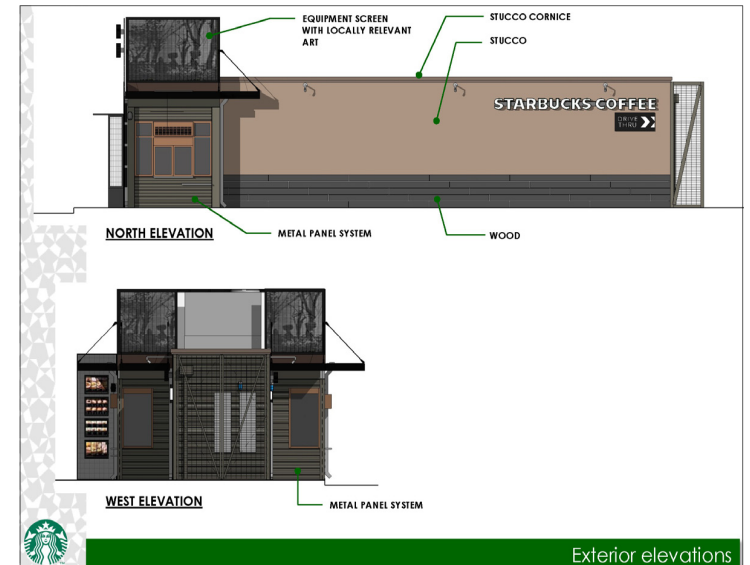 EQUIPMENT SCREEN
WITH LOCALLY RELEVANT
ART
STUCCO CORNICE
STUCCO
STARBUCKS COFFEE
DRIVE
THRU
NORTH ELEVATION
METAL PANEL SYSTEM
WOOD
WEST ELEVATION
METAL PANEL SYSTEM
Exterior elevations